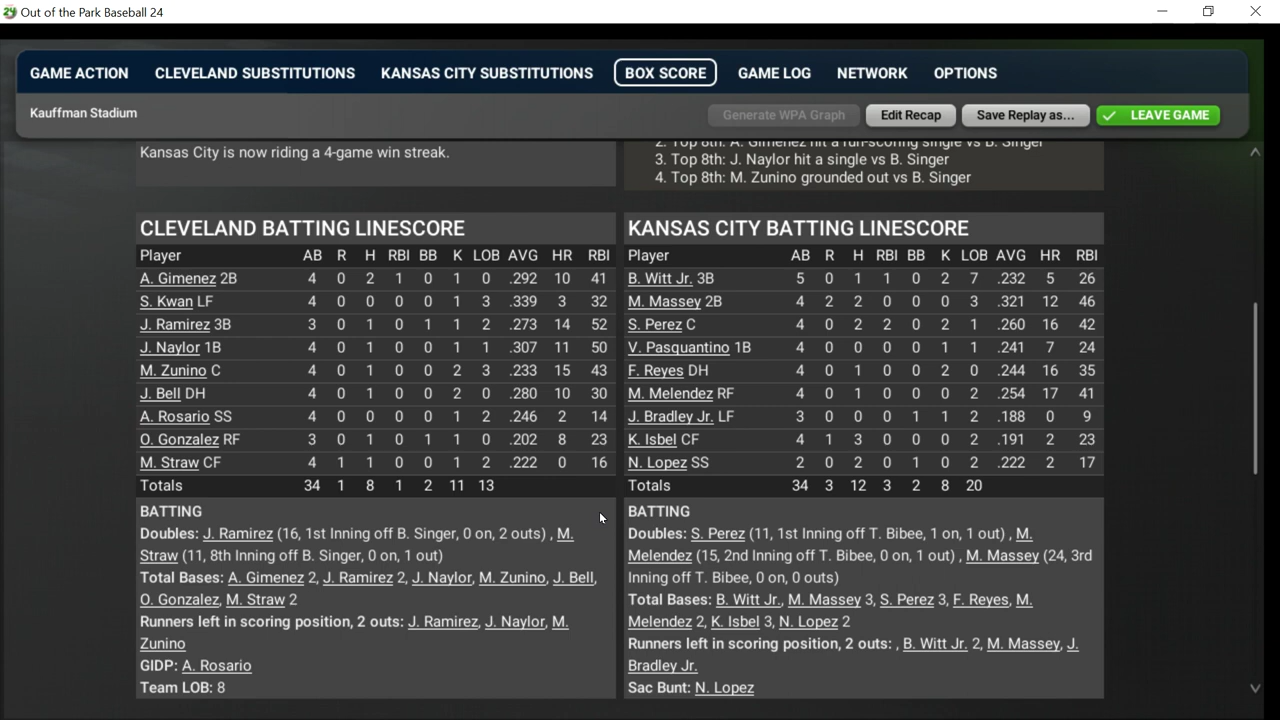 Out of the Park Baseball 24
GAME ACTION CLEVELAND SUBSTITUTIONS KANSAS CITY SUBSTITUTIONS BOX SCORE GAME LOG NETWORK OPTIONS
Kauffman Stadium Generate WPA Graph Edit Recap Save Replay as... LEAVE GAME
Kansas City is now riding a 4-game win streak.
2. Top 8th: A. Gimenez hit a run-scoring single vs B. Singer
3. Top 8th: J. Naylor hit a single vs B. Singer
4. Top 8th: M. Zunino grounded out vs B. Singer
CLEVELAND BATTING LINESCORE
Player AB R H RBI BB K LOB AVG HR RBI
A. Gimenez 2B 4 0 2 1 0 1 0 .292 10 41
S. Kwan LF 4 0 0 0 0 1 3 .339 3 32
J. Ramirez 3B 3 0 1 0 1 1 2 .273 14 52
J. Naylor 1B 4 0 1 0 0 1 1 .307 11 50
M. Zunino C 4 0 1 0 0 2 3 .233 15 43
J. Bell DH 4 0 1 0 0 2 0 .280 10 30
A. Rosario SS 4 0 0 0 0 1 2 .246 2 14
O. Gonzalez RF 3 0 1 0 1 1 0 .202 8 23
M. Straw CF 4 1 1 0 0 1 2 .222 0 16
Totals 34 1 8 1 2 11 13
BATTING
Doubles: J. Ramirez (16, 1st Inning off B. Singer, 0 on, 2 outs) , M.
Straw (11, 8th Inning off B. Singer, 0 on, 1 out)
Total Bases: A. Gimenez 2, J. Ramirez 2, J. Naylor, M. Zunino, J. Bell,
O. Gonzalez, M. Straw 2
Runners left in scoring position, 2 outs: J. Ramirez, J. Naylor, M.
Zunino
GIDP: A. Rosario
Team LOB: 8
KANSAS CITY BATTING LINESCORE
Player AB R H RBI BB K LOB AVG HR RBI
B. Witt Jr. 3B 5 0 1 1 0 2 7 .232 5 26
M. Massey 2B 4 2 2 0 0 0 3 .321 12 46
S. Perez C 4 0 2 2 0 2 1 .260 16 42
V. Pasquantino 1B 4 0 0 0 0 1 1 .241 7 24
F. Reyes DH 4 0 1 0 0 2 0 .244 16 35
M. Melendez RF 4 0 1 0 0 0 2 .254 17 41
J. Bradley Jr. LF 3 0 0 0 1 1 2 .188 0 9
K. Isbel CF 4 1 3 0 0 0 2 .191 2 23
N. Lopez SS 2 0 2 0 1 0 2 .222 2 17
Totals 34 3 12 3 2 8 20
BATTING
Doubles: S. Perez (11, 1st Inning off T. Bibee, 1 on, 1 out) , M.
Melendez (15, 2nd Inning off T. Bibee, 0 on, 1 out) , M. Massey (24, 3rd
Inning off T. Bibee, 0 on, 0 outs)
Total Bases: B. Witt Jr., M. Massey 3, S. Perez 3, F. Reyes, M.
Melendez 2, K. Isbel 3, N. Lopez 2
Runners left in scoring position, 2 outs: , B. Witt Jr. 2, M. Massey, J.
Bradley Jr.
Sac Bunt: N. Lopez